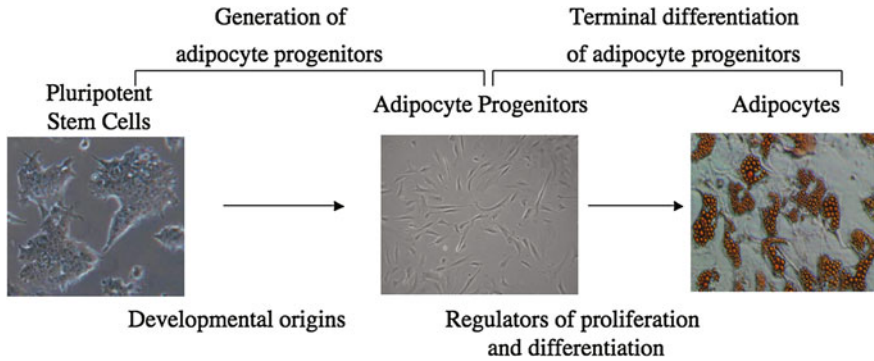 Generation of
adipocyte progenitors
Terminal differentiation
of adipocyte progenitors
Pluripotent
Stem Cells
Adipocyte Progenitors
Adipocytes
Developmental origins
Regulators of proliferation
and differentiation